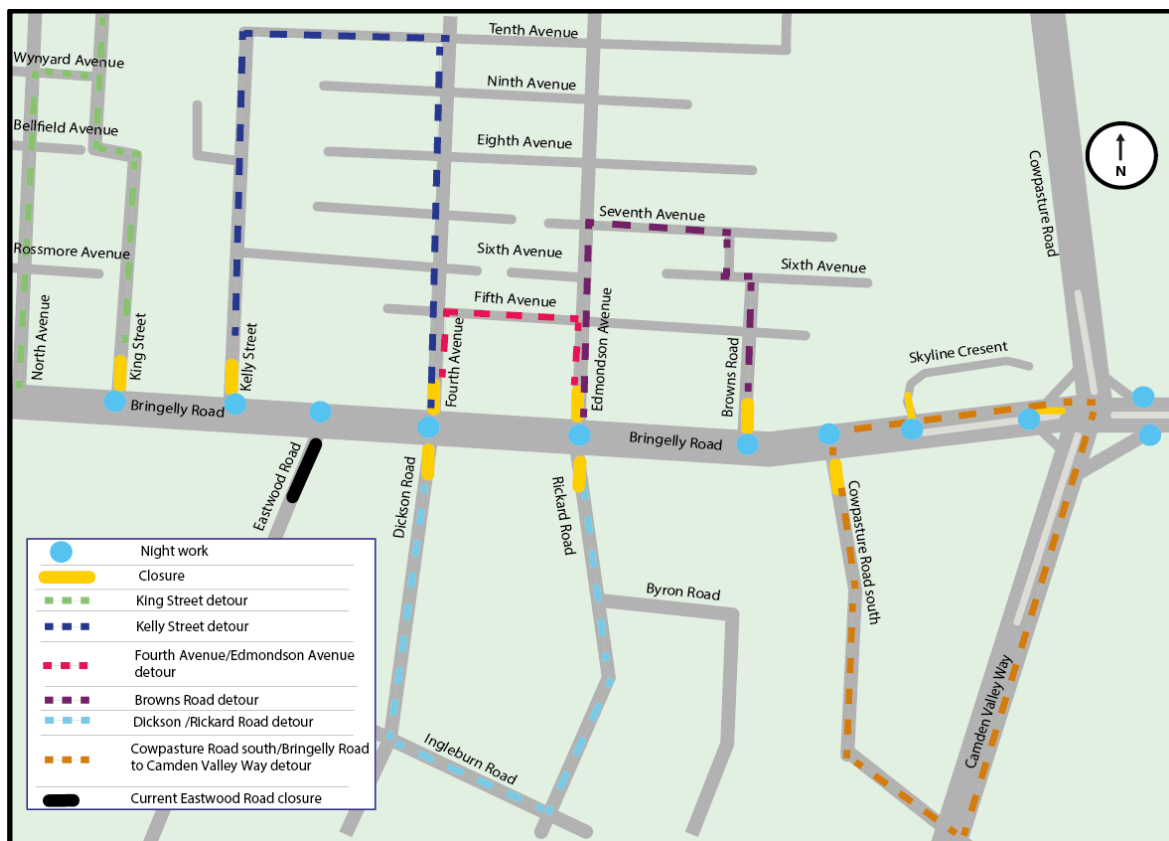 Tenth Avenue
Wynyard Avenue
Ninth Avenue
Bellfield Avenue
Eighth Avenue
Cowpasture Road
N
Seventh Avenue
Rossmore Avenue
Sixth Avenue
Sixth Avenue
Fifth Avenue
North Avenue
King Street
Kelly Street
Fourth Avenue
Edmondson Avenue
Browns Road
Skyline Cresent
Bringelly Road
Bringelly Road
Eastwood Road
Dickson Road
Rickard Road
Cowpasture Road south
Byron Road
Camden Valley Way
Ingleburn Road
Night work
Closure
King Street detour
Kelly Street detour
Fourth Avenue/Edmondson Avenue
detour
Browns Road detour
Dickson /Rickard Road detour
Cowpasture Road south/Bringelly Road
to Camden Valley Way detour
Current Eastwood Road closure